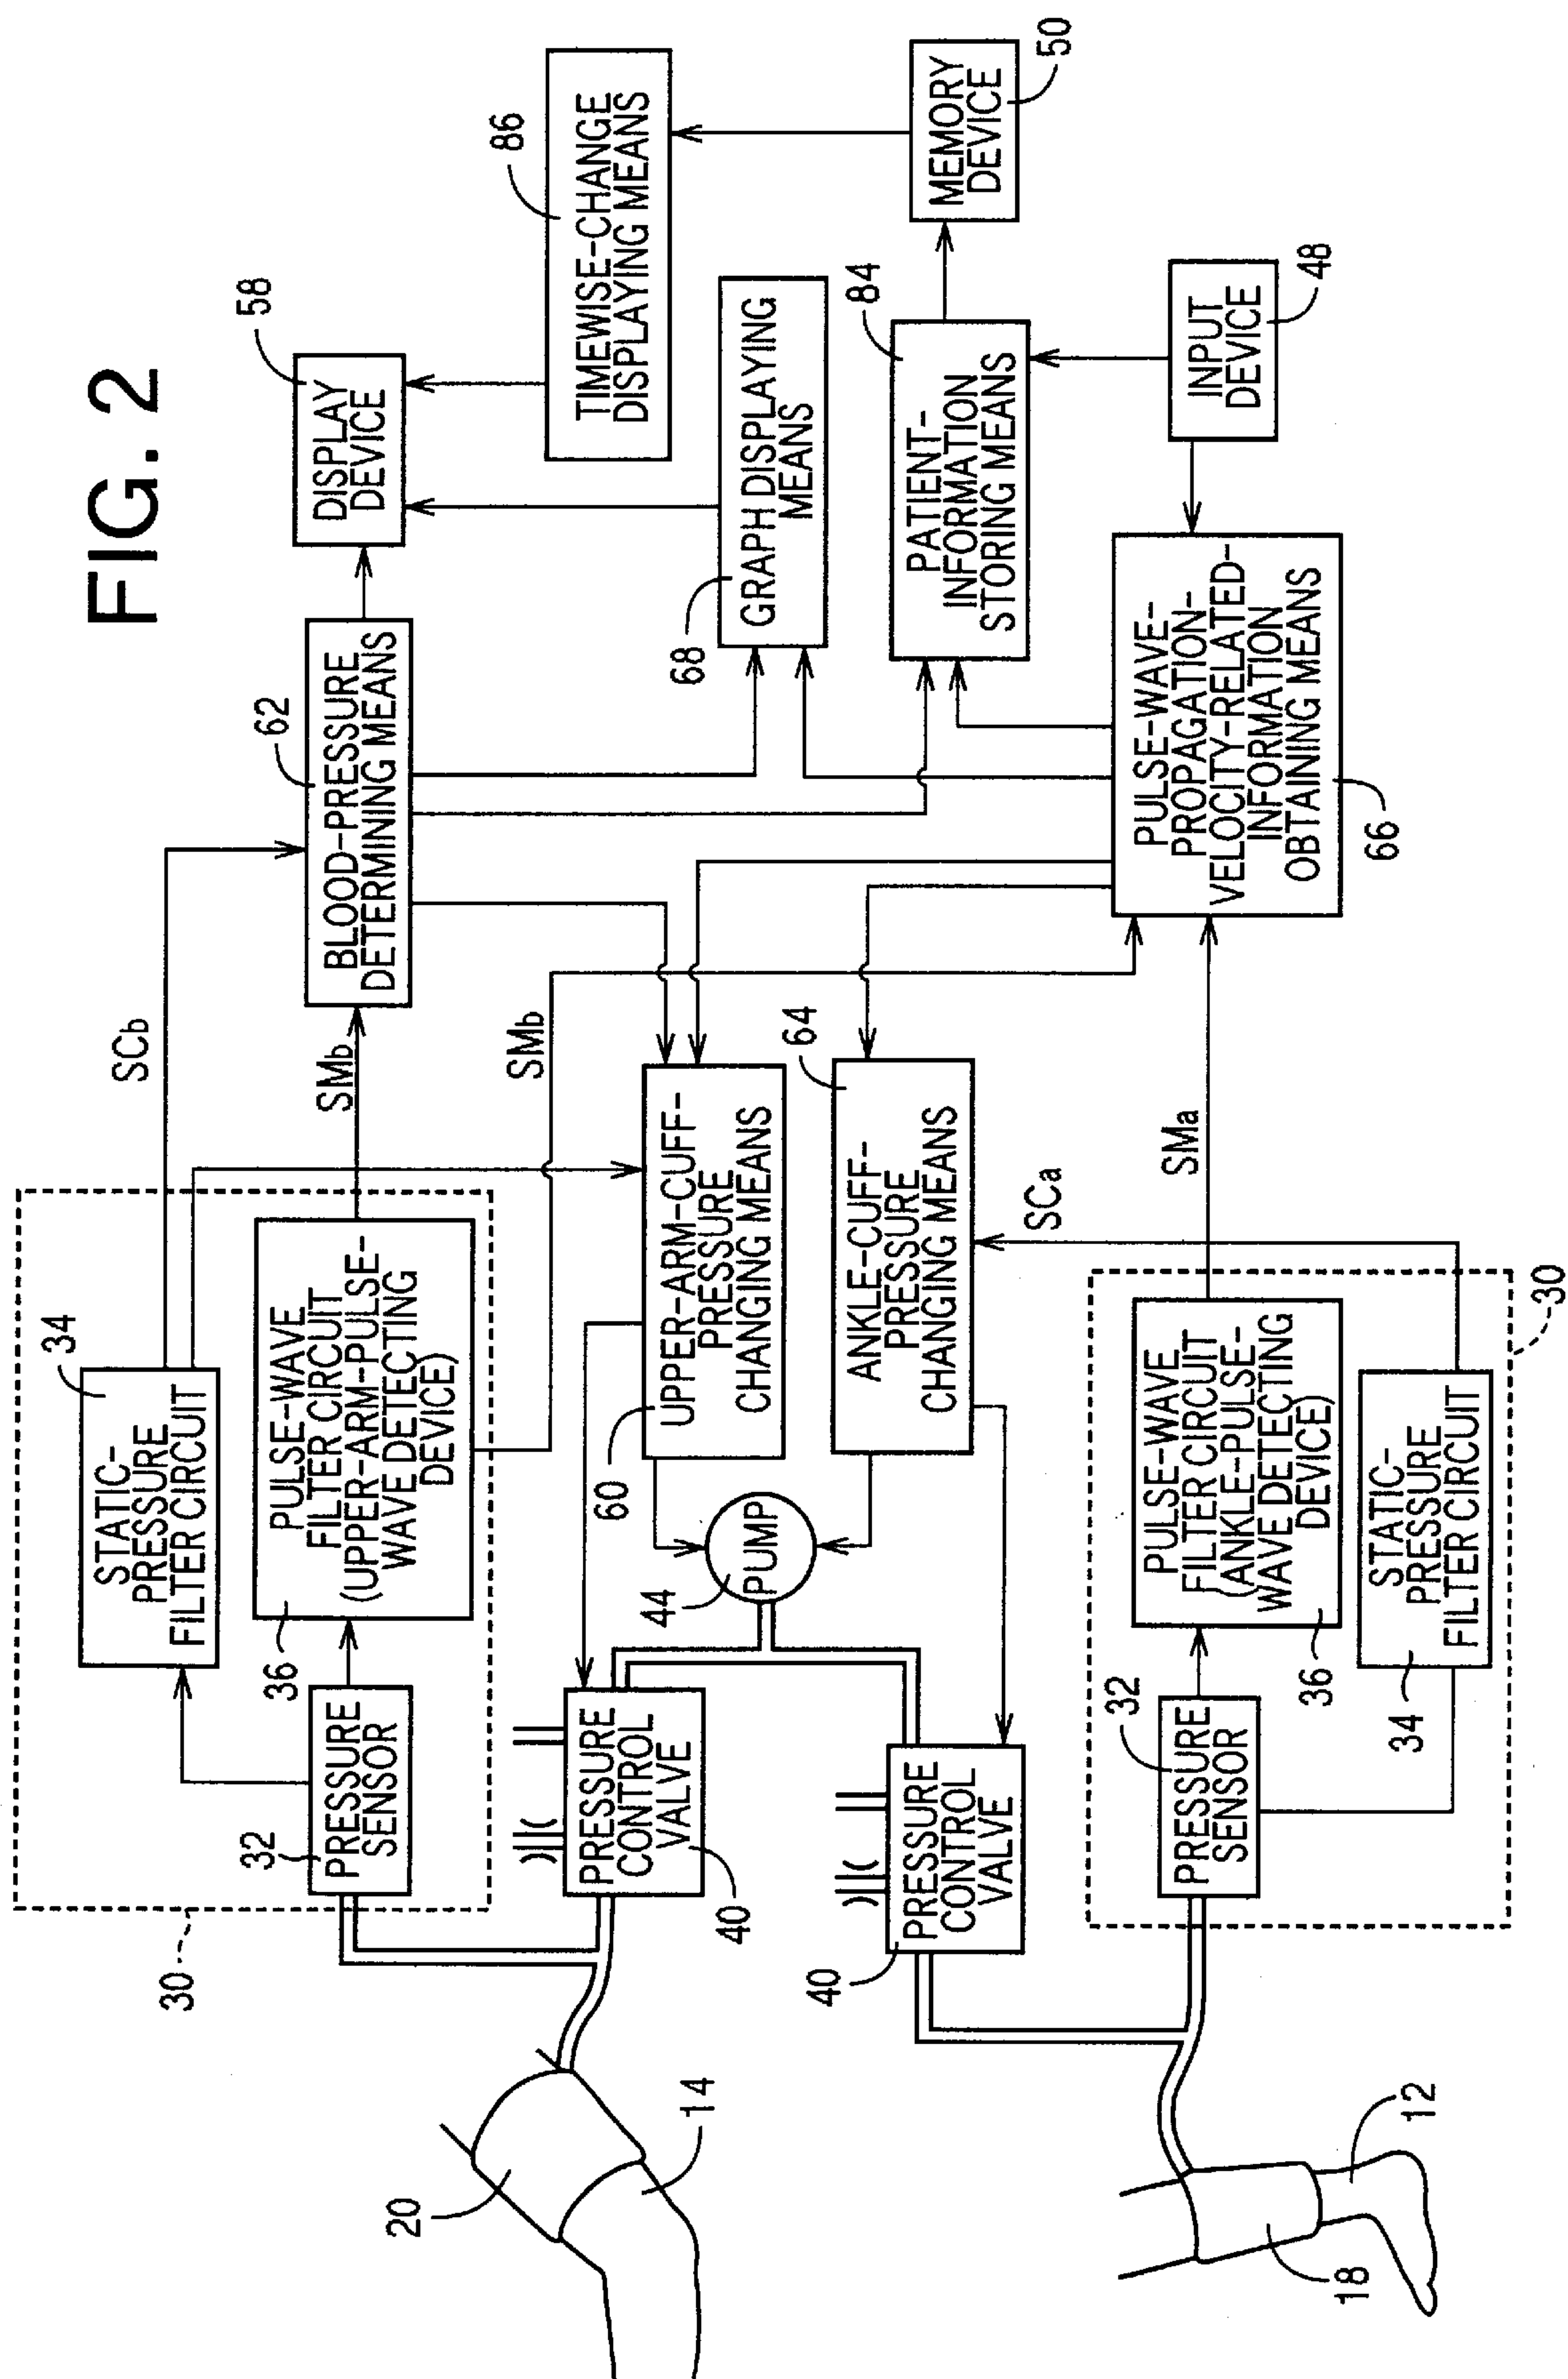 FIG. 2
30
34
STATIC-
PRESSURE
FILTER CIRCUIT
SCb
32
PRESSURE
SENSOR
36
PULSE-WAVE
FILTER CIRCUIT
(UPPER-ARM-PULSE-
WAVE DETECTING
DEVICE)
SMb
SMb
62
BLOOD-PRESSURE
DETERMINING MEANS
58
DISPLAY
DEVICE
86
TIMEWISE-CHANGE
DISPLAYING MEANS
20
14
40
PRESSURE
CONTROL
VALVE
44
PUMP
60
UPPER-ARM-CUFF-
PRESSURE
CHANGING MEANS
68
GRAPH DISPLAYING
MEANS
40
PRESSURE
CONTROL
VALVE
64
ANKLE-CUFF-
PRESSURE
CHANGING MEANS
SCa
84
PATIENT-
INFORMATION
STORING MEANS
MEMORY
DEVICE
50
18
12
32
PRESSURE
SENSOR
36
PULSE-WAVE
FILTER CIRCUIT
(ANKLE-PULSE-
WAVE DETECTING
DEVICE)
SMa
PULSE-WAVE-
PROPAGATION-
VELOCITY-RELATED-
INFORMATION
OBTAINING MEANS
66
INPUT
DEVICE
48
34
STATIC-
PRESSURE
FILTER CIRCUIT
30